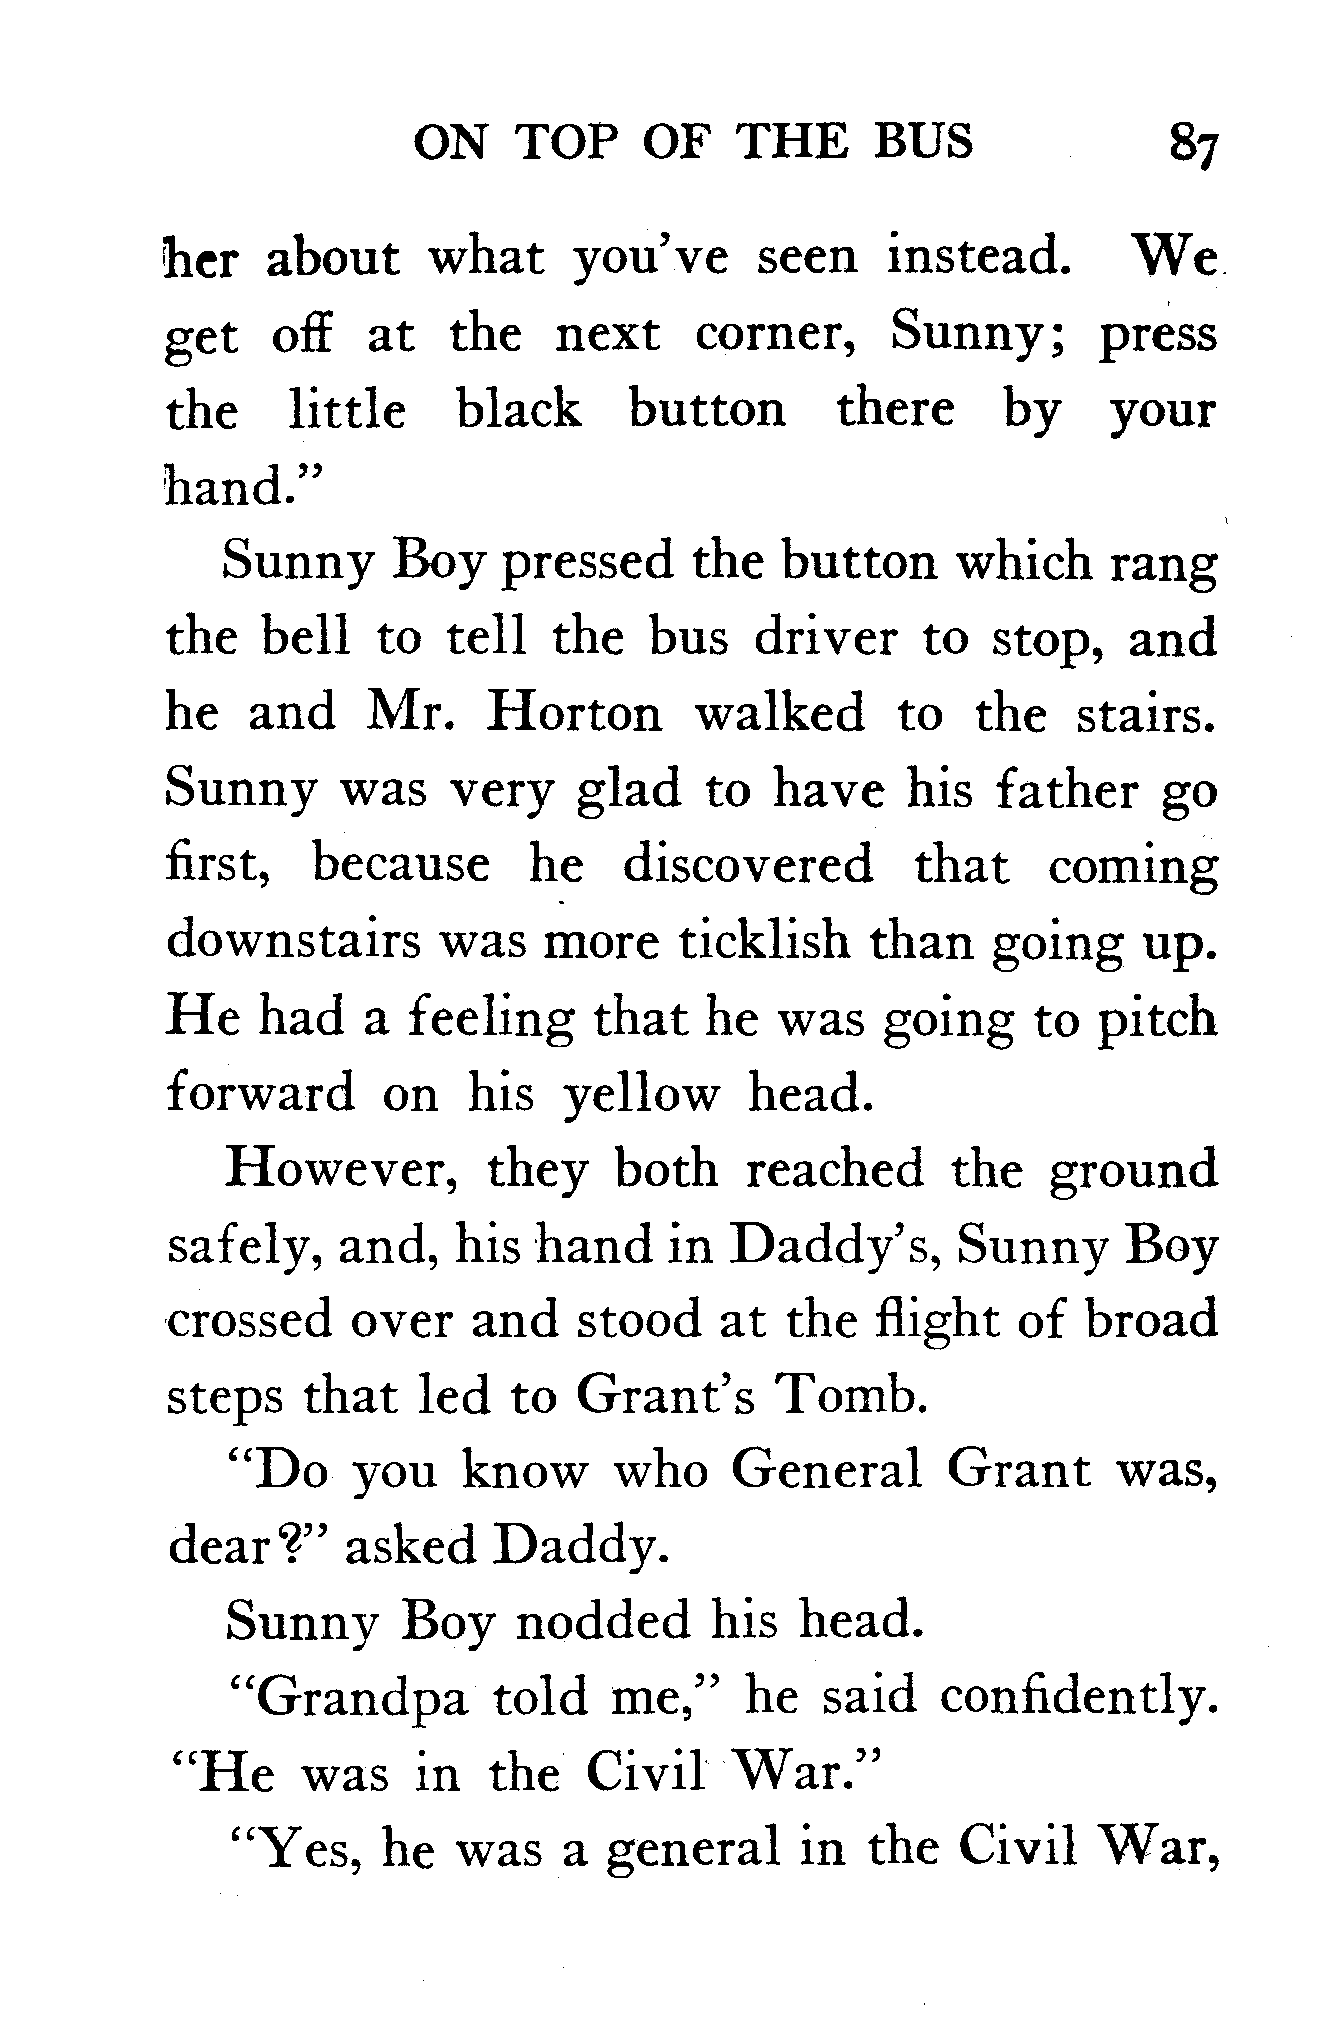 ON TOP OF THE BUS 87
her about what you've seen instead. We
get off at the next corner, Sunny; press
the little black button there by your
hand."
Sunny Boy pressed the button which rang
the bell to tell the bus driver to stop, and
he and Mr. Horton walked to the stairs.
Sunny was very glad to have his father go
first, because he discovered that coming
downstairs was more ticklish than going up.
He had a feeling that he was going to pitch
forward on his yellow head.
However, they both reached the ground
safely, and, his hand in Daddy's, Sunny Boy
crossed over and stood at the flight of broad
steps that led to Grant's Tomb.
"Do you know who General Grant was,
dear?" asked Daddy.
Sunny Boy nodded his head.
"Grandpa told me," he said confidently.
"He was in the Civil War."
"Yes, he was a general in the Civil War,